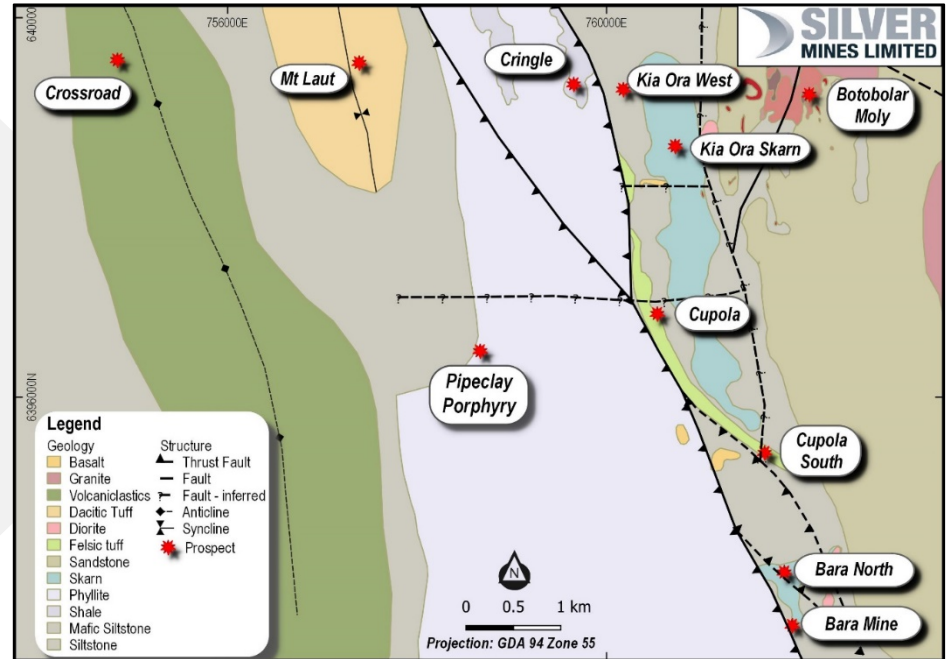 640000
756000E
760000E
SILVER
MINES LIMITED
Crossroad
Mt Laut
Cringle
Kia Ora West
Botobolar
Moly
Kia Ora Skarn
Cupola
6396000N
Pipeclay
Porphyry
Cupola
South
Legend
Geology
Basalt
Granite
Volcaniclastics
Dacitic Tuff
Diorite
Felsic tuff
Sandstone
Skarn
Phyllite
Shale
Mafic Siltstone
Siltstone
Structure
Thrust Fault
Fault
Fault - inferred
Anticline
Syncline
Prospect
N
0 0.5 1 km
Projection: GDA 94 Zone 55
Bara North
Bara Mine